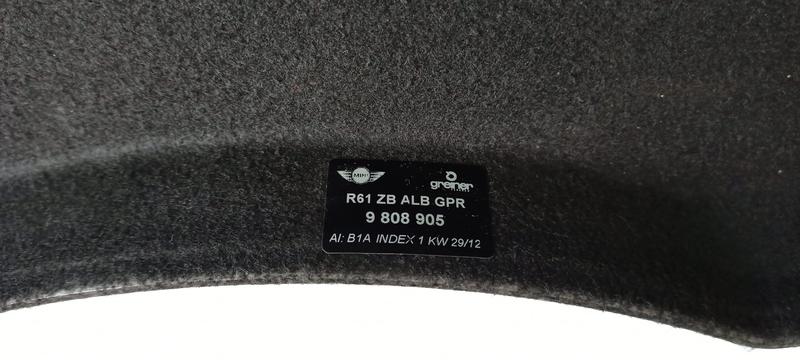 MINI greiner
R61 ZB ALB GPR
9 808 905
AI: B1A INDEX 1 KW 29/12